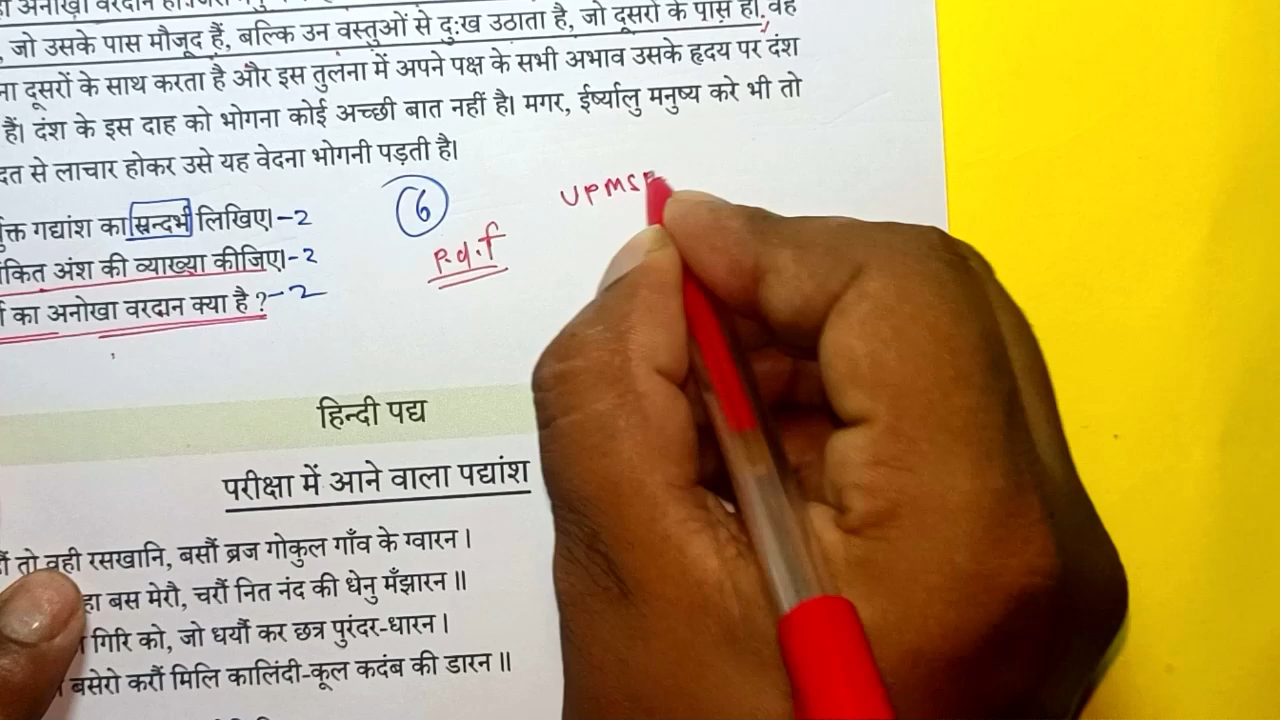 अनोखा वरदान
, जो उसके पास मौजूद हैं, बल्कि उन वस्तुओं से दुःख उठाता है, जो दूसरों के पास हों, वह
ना दूसरों के साथ करता है और इस तुलना में अपने पक्ष के सभी अभाव उसके हृदय पर दंश
हैं। दंश के इस दाह को भोगना कोई अच्छी बात नहीं है। मगर, ईर्ष्यालु मनुष्य करे भी तो
दत से लाचार होकर उसे यह वेदना भोगनी पड़ती है।
गद्यांश का सन्दर्भ लिखिए।-2
अंश की व्याख्या कीजिए।-2
का अनोखा वरदान क्या है ?-2
6
P.d.f
UPMSP
हिन्दी पद्य
परीक्षा में आने वाला पद्यांश
तो वही रसखानि, बसौं ब्रज गोकुल गाँव के ग्वारन ।
बस मेरौ, चरौं नित नंद की धेनु मँझारन ॥
गिरि को, जो धर्यौ कर छत्र पुरंदर-धारन ।
बसेरो करौं मिलि कालिंदी-कूल कदंब की डारन ॥